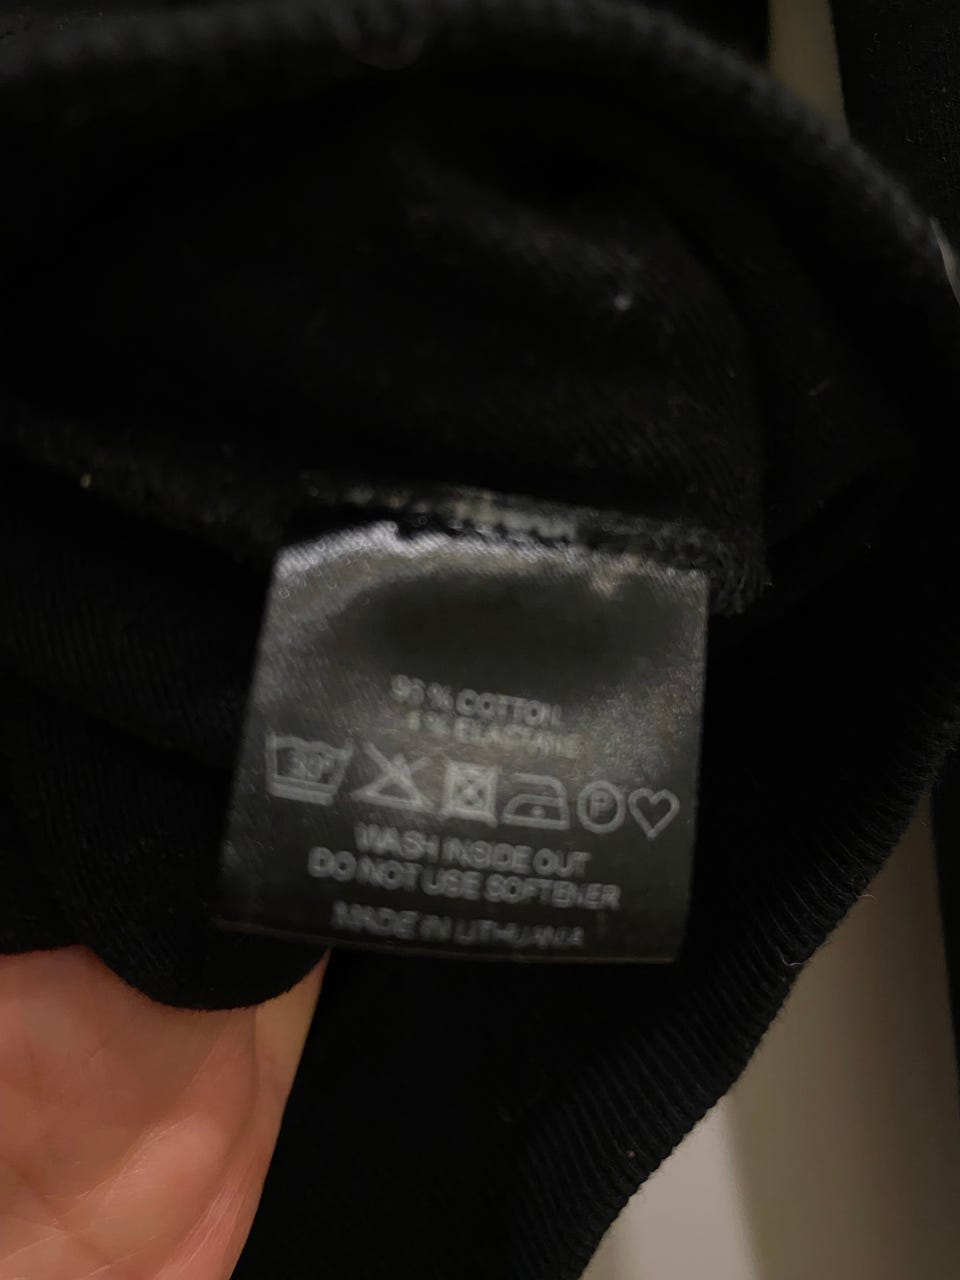 % COTTON
% ELASTANE
30°
P
WASH INSIDE OUT
DO NOT USE SOFTENER
MADE IN LITHUANIA